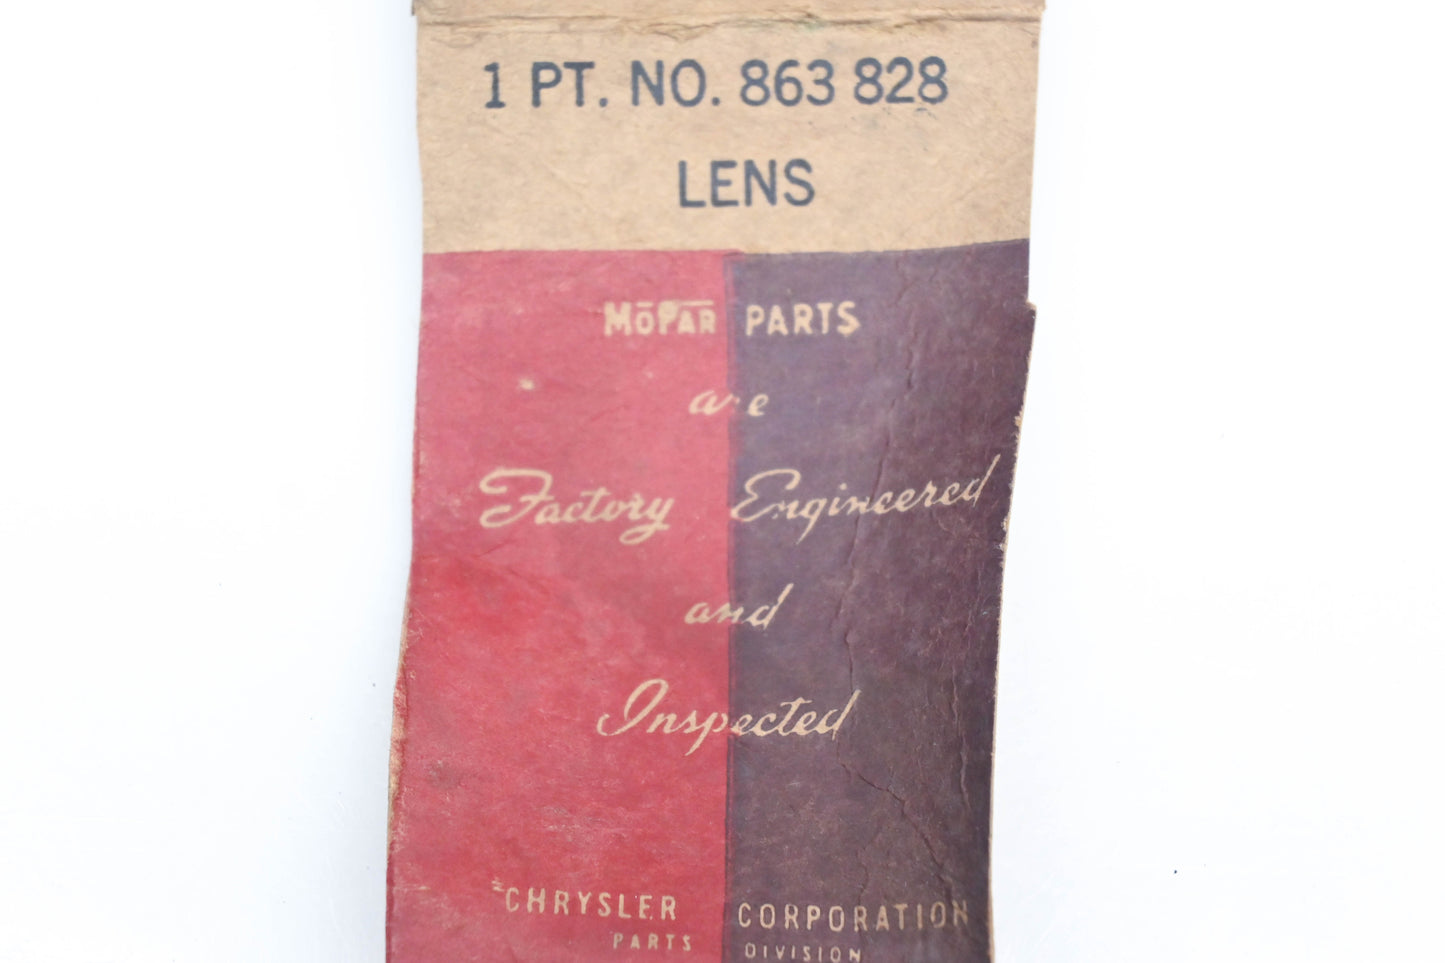 1 PT. NO. 863 828
LENS
MOPAR PARTS
are
Factory Engineered
and
Inspected
CHRYSLER CORPORATION
PARTS DIVISION